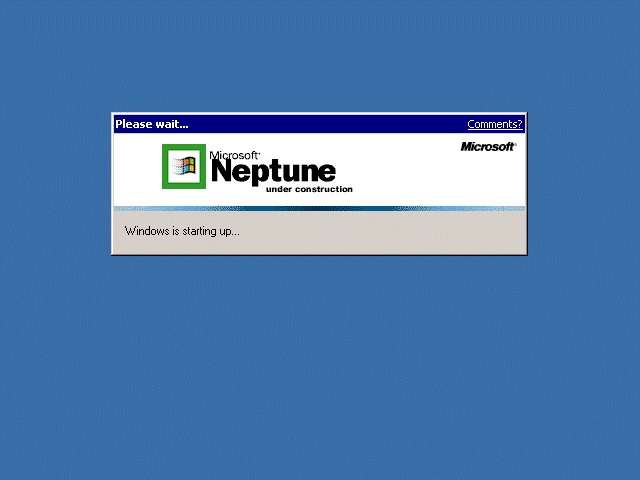 Please wait...
Comments?
Microsoft
Microsoft
Neptune
under construction
Windows is starting up...